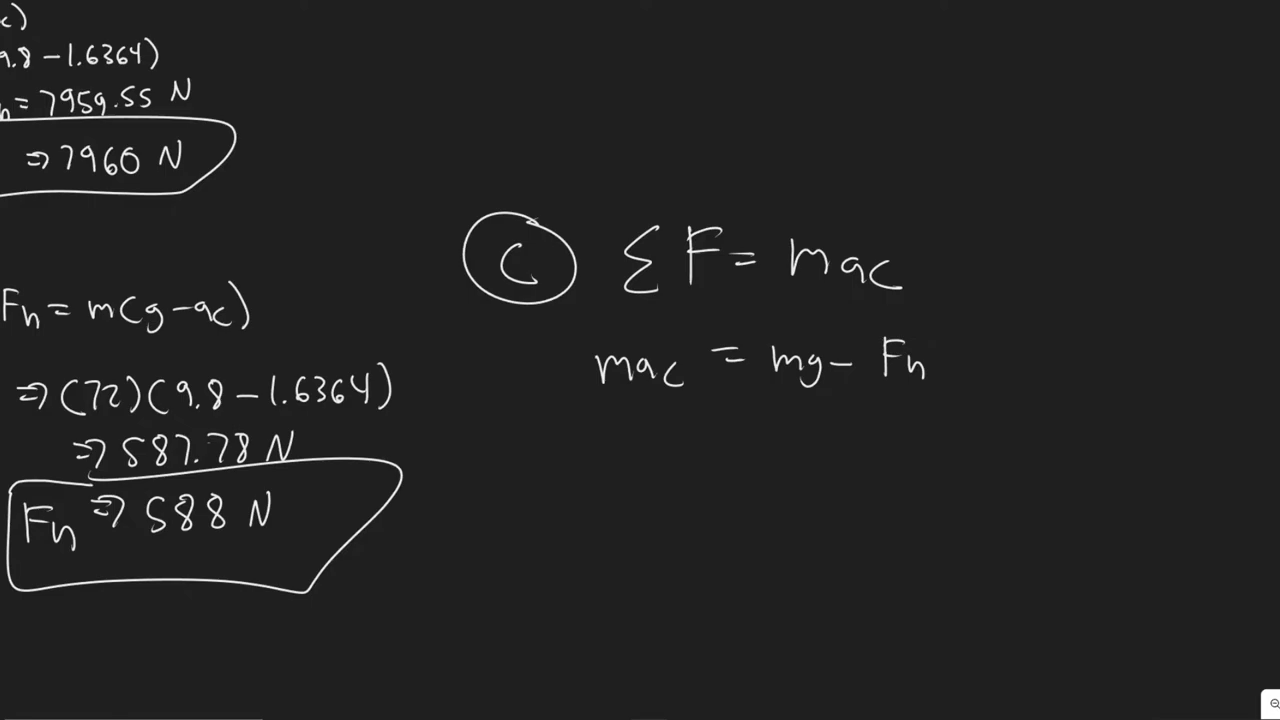 c)
9.8 - 1.6364)
n = 7959.55 N
⇒ 7960 N
Fn = m(g - ac)
⇒ (72)(9.8 - 1.6364)
⇒ 587.78 N
Fn ⇒ 588 N
C Σ F = mac
mac = mg - Fn